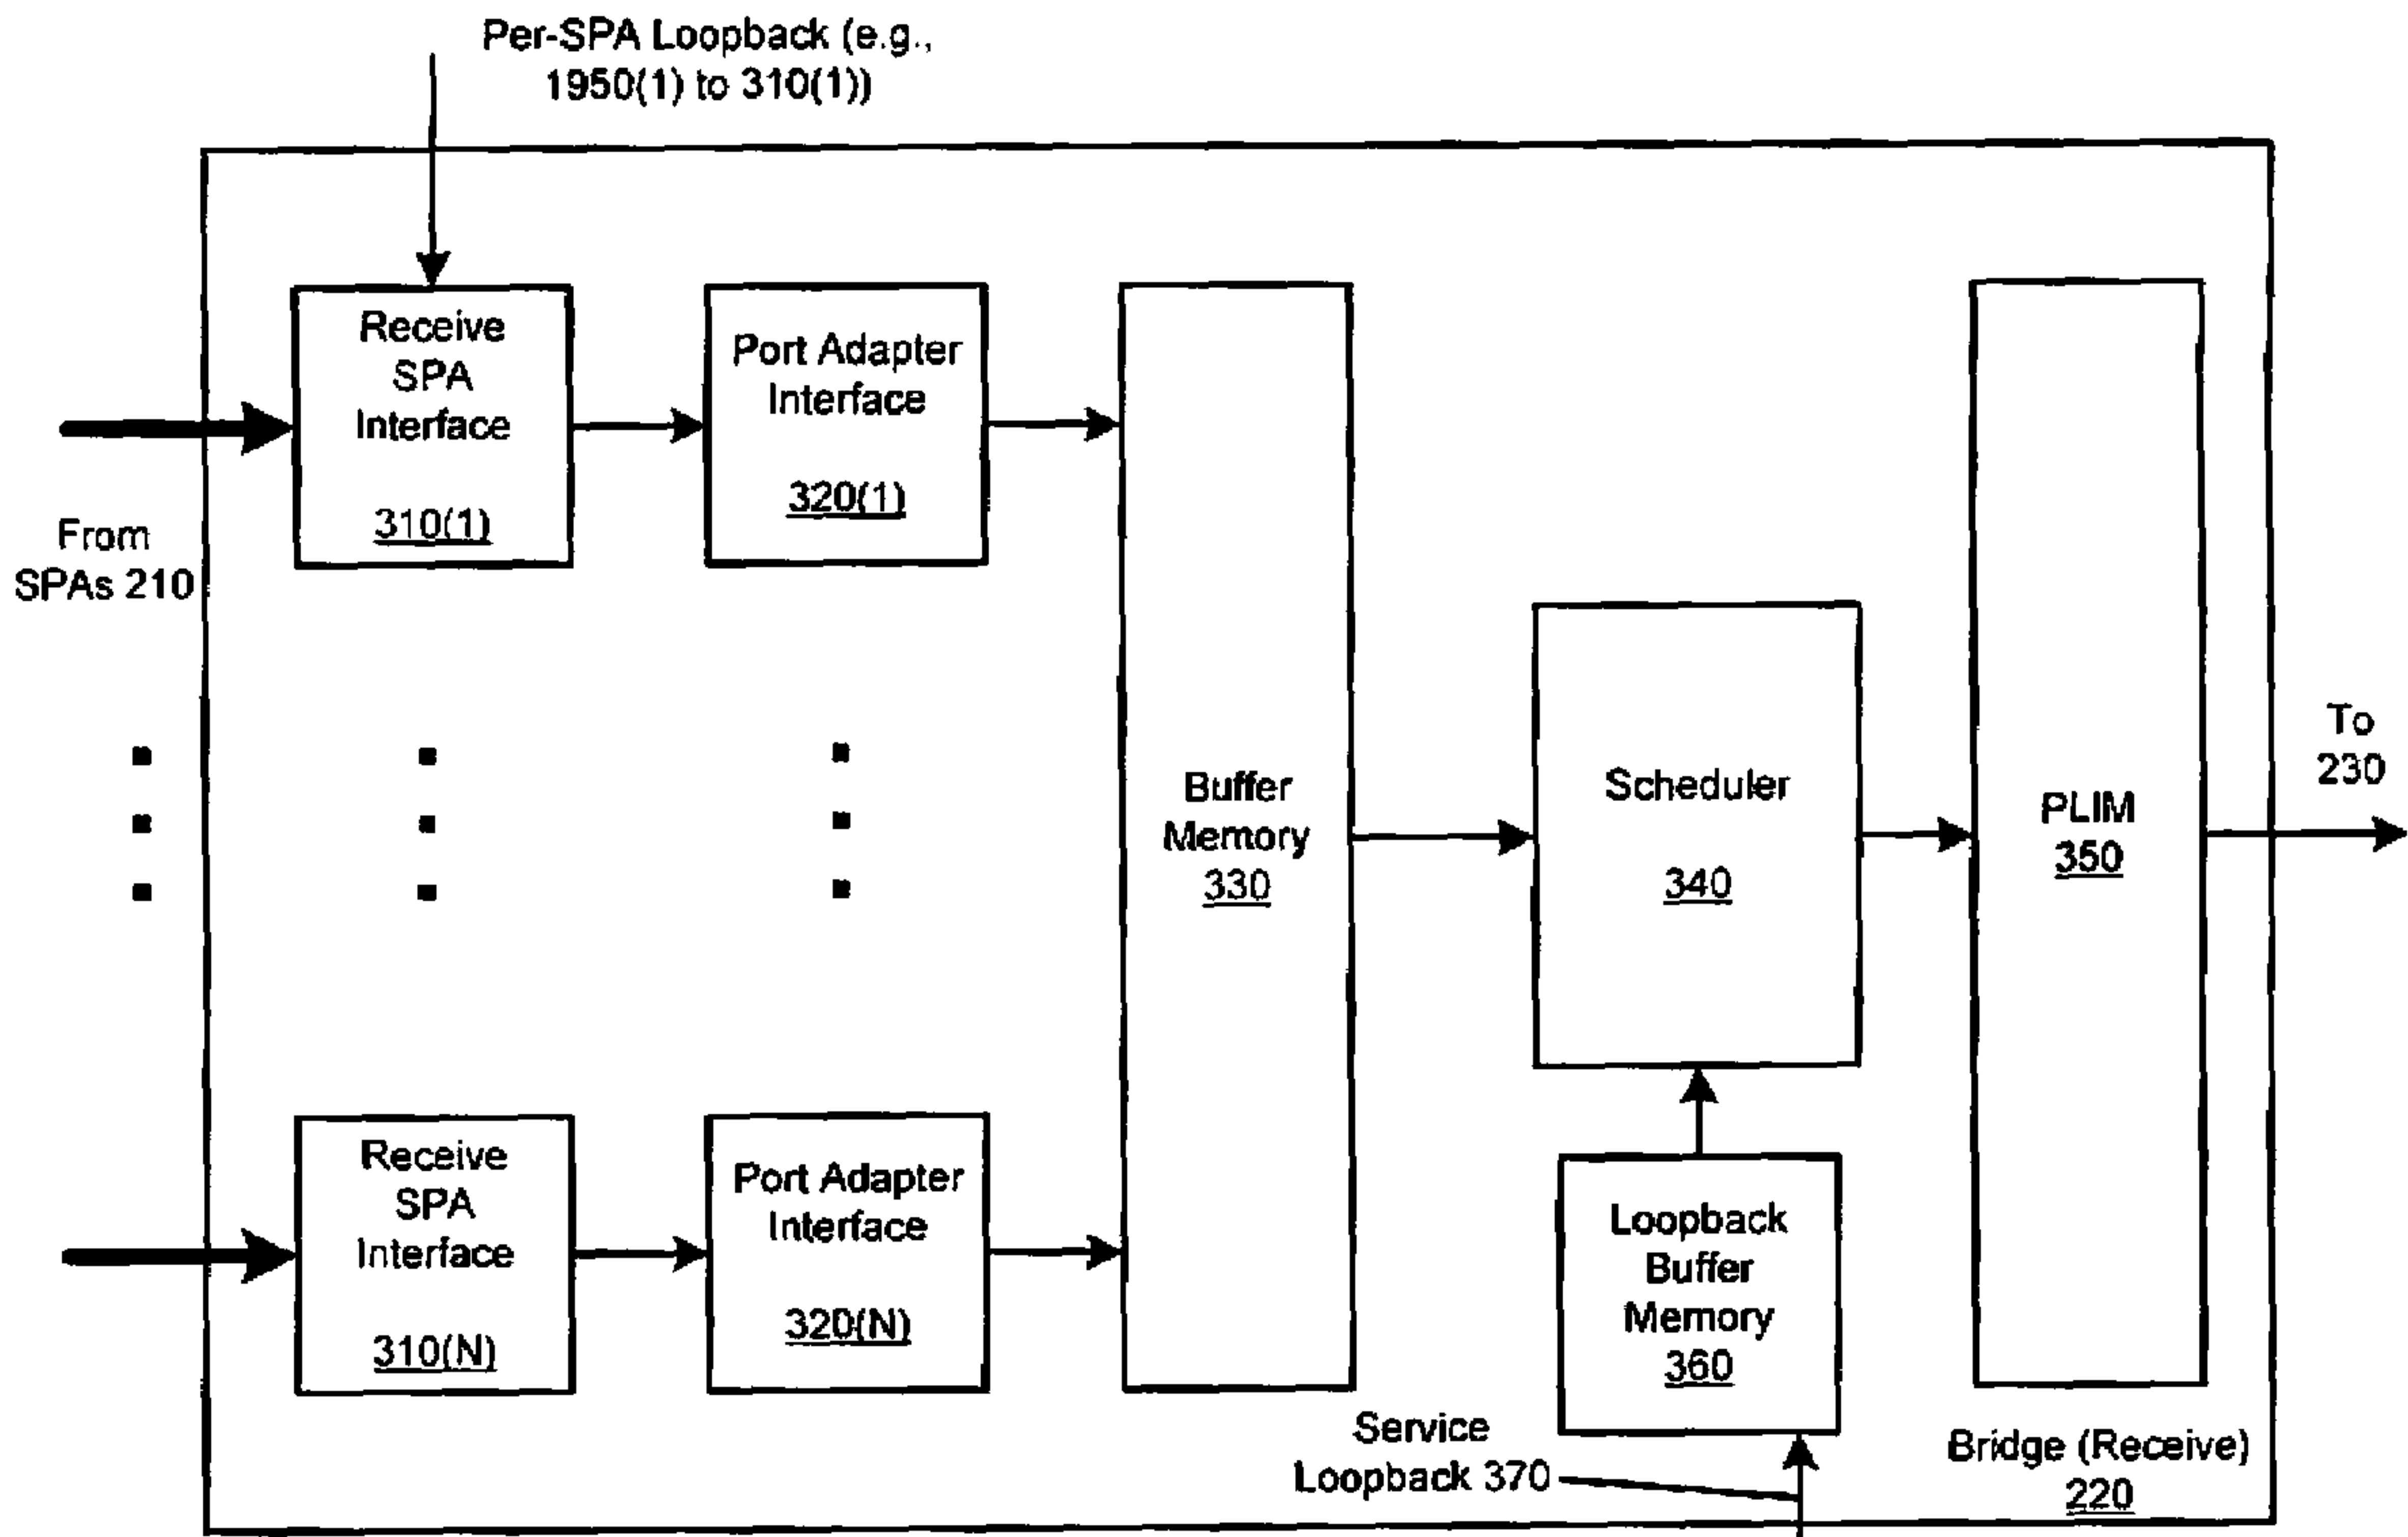 Per-SPA Loopback (e.g.,
1950(1) to 310(1))
Receive
SPA
Interface
310(1)
Port Adapter
Interface
320(1)
From
SPAs 210
Buffer
Memory
330
Scheduler
340
PLIM
350
To
230
Receive
SPA
Interface
310(N)
Port Adapter
Interface
320(N)
Loopback
Buffer
Memory
360
Service
Loopback 370
Bridge (Receive)
220